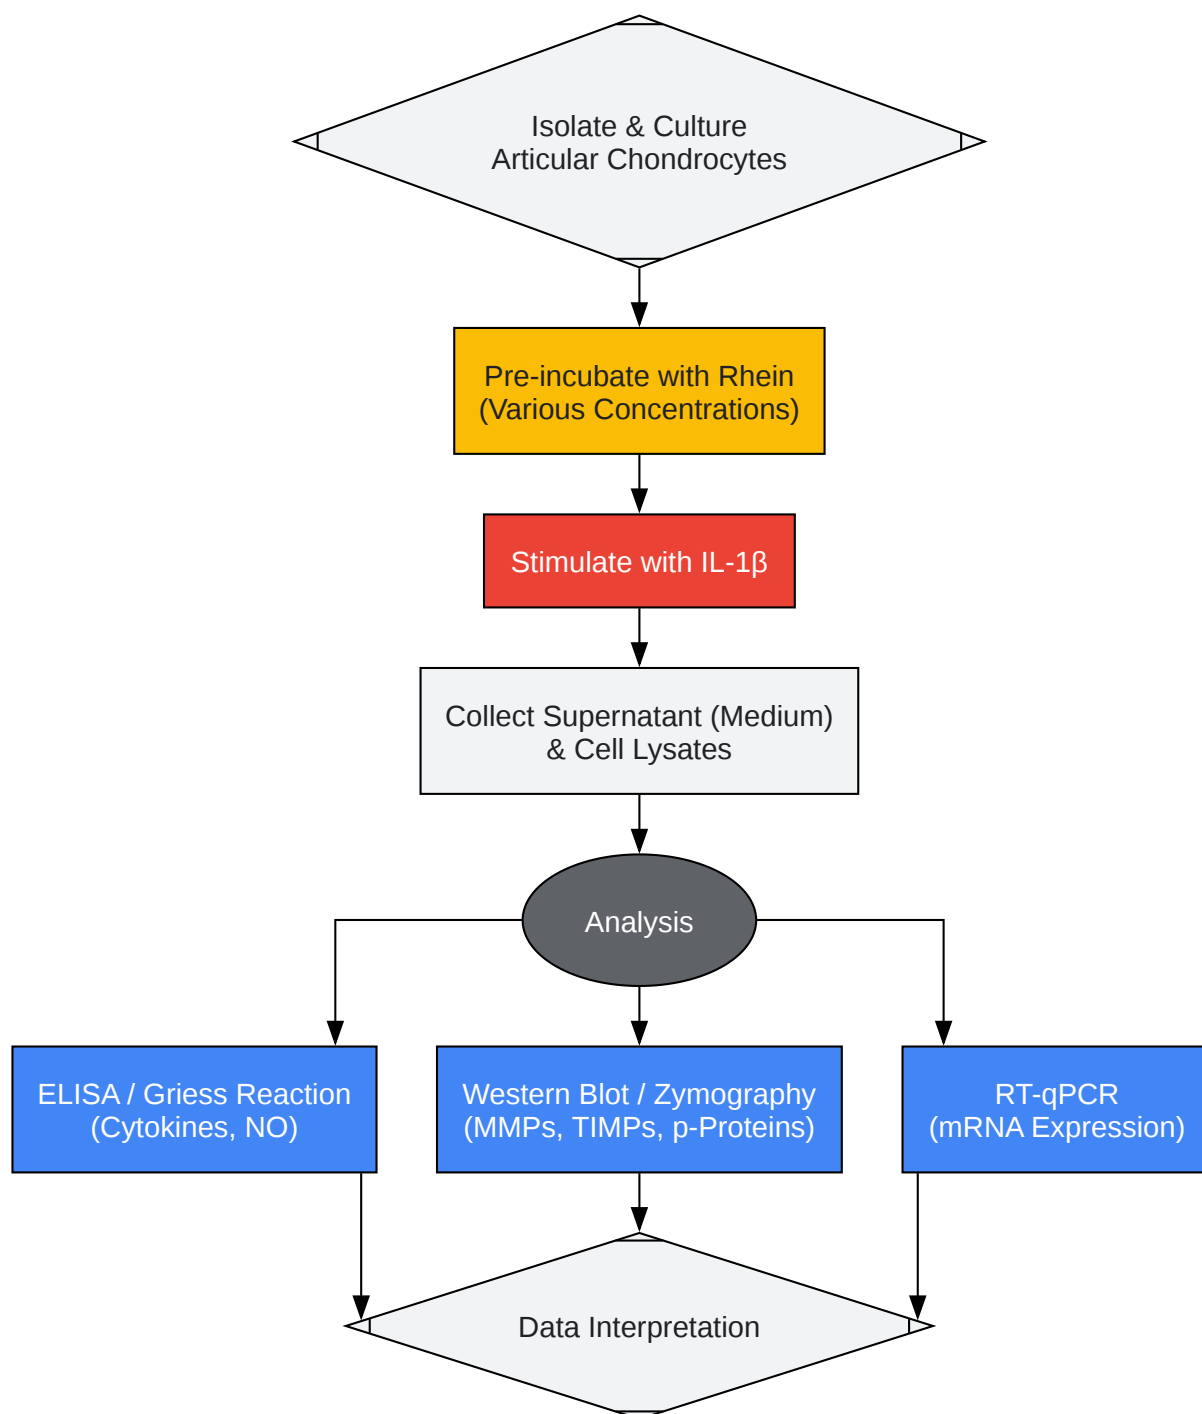 Isolate & Culture
Articular Chondrocytes
Pre-incubate with Rhein
(Various Concentrations)
Stimulate with IL-1β
Collect Supernatant (Medium)
& Cell Lysates
Analysis
ELISA / Griess Reaction
(Cytokines, NO)
Western Blot / Zymography
(MMPs, TIMPs, p-Proteins)
RT-qPCR
(mRNA Expression)
Data Interpretation